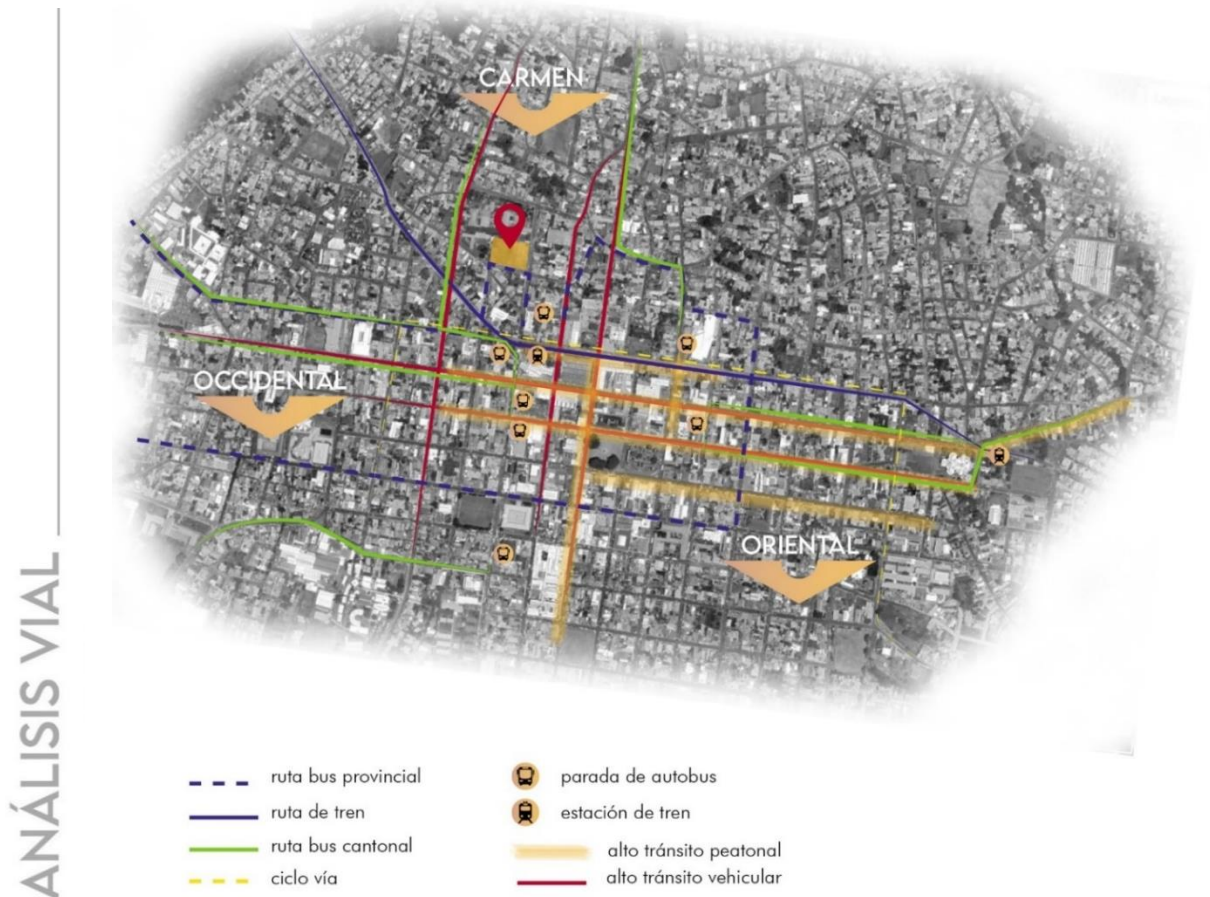 ANÁLISIS VIAL
CARMEN
OCCIDENTAL
ORIENTAL
ruta bus provincial
ruta de tren
ruta bus cantonal
ciclo vía
parada de autobus
estación de tren
alto tránsito peatonal
alto tránsito vehicular